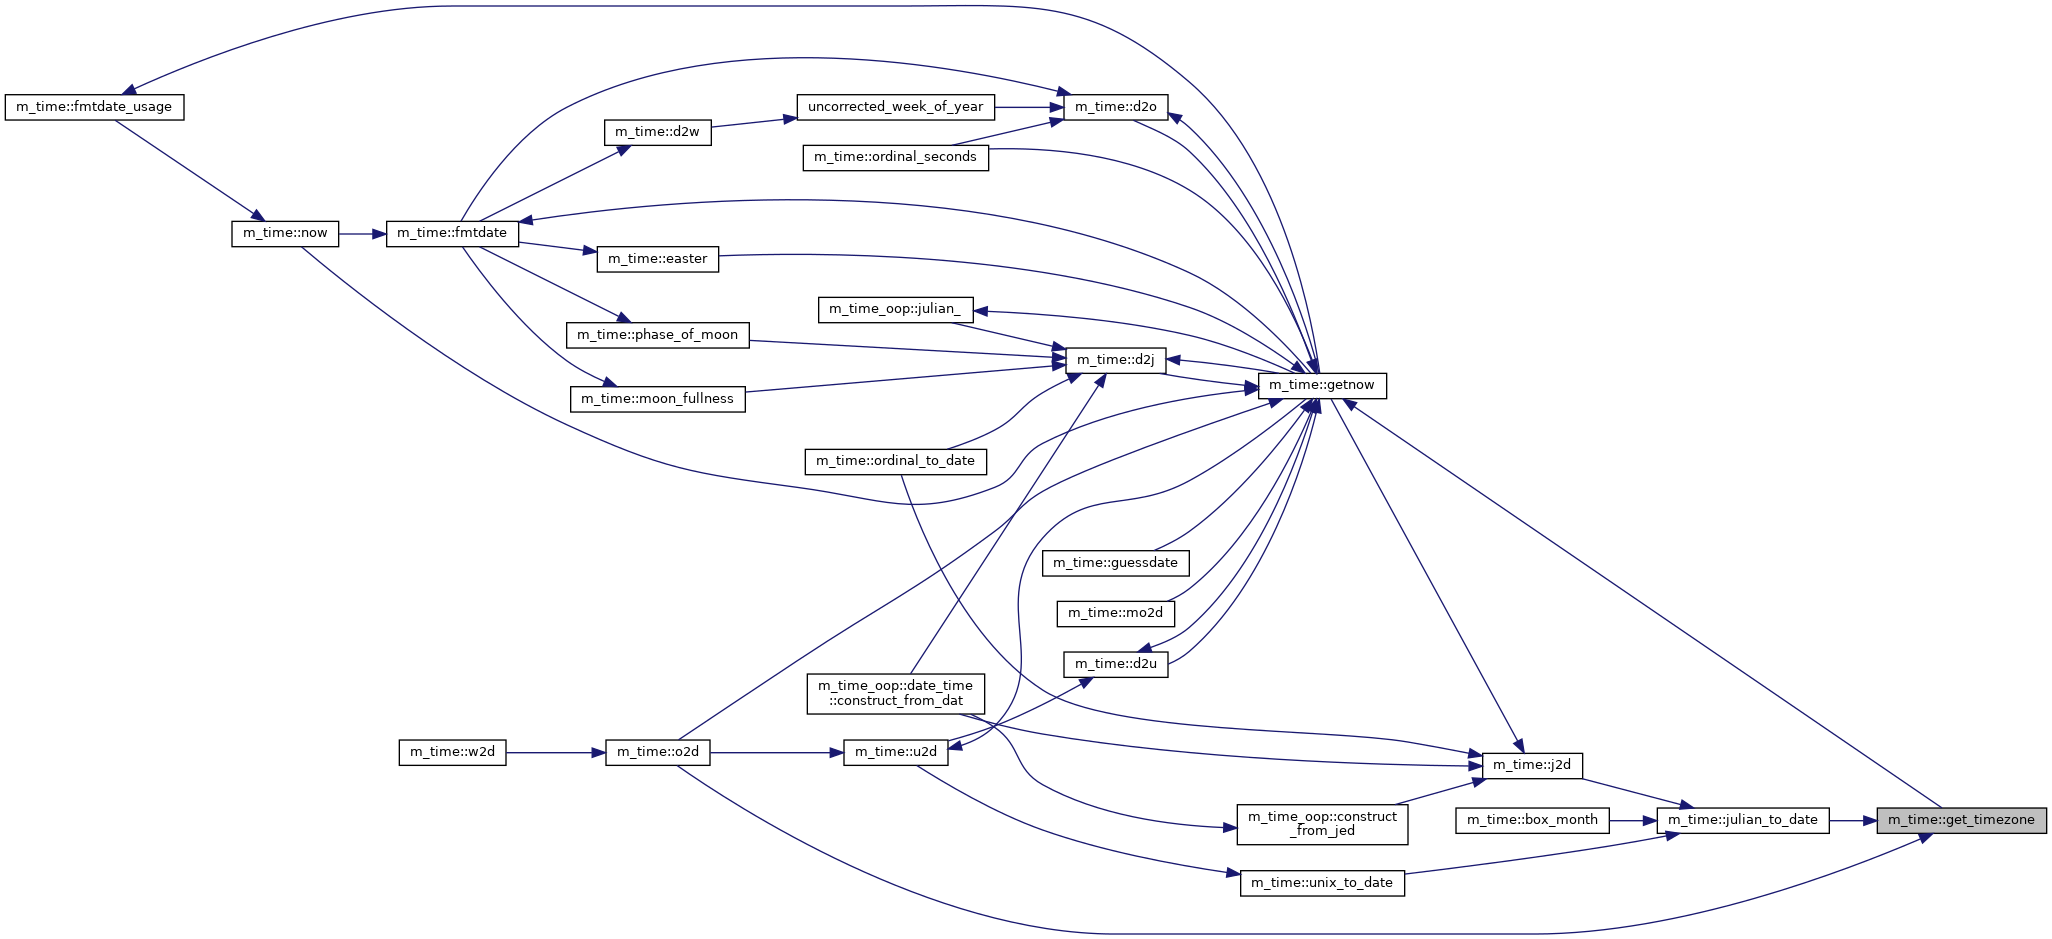 m_time::fmtdate_usage
uncorrected_week_of_year
m_time::d2o
m_time::d2w
m_time::ordinal_seconds
m_time::now
m_time::fmtdate
m_time::easter
m_time_oop::julian_
m_time::phase_of_moon
m_time::d2j
m_time::getnow
m_time::moon_fullness
m_time::ordinal_to_date
m_time::guessdate
m_time::mo2d
m_time::d2u
m_time_oop::date_time
::construct_from_dat
m_time::w2d
m_time::o2d
m_time::u2d
m_time::j2d
m_time_oop::construct
_from_jed
m_time::box_month
m_time::julian_to_date
m_time::get_timezone
m_time::unix_to_date